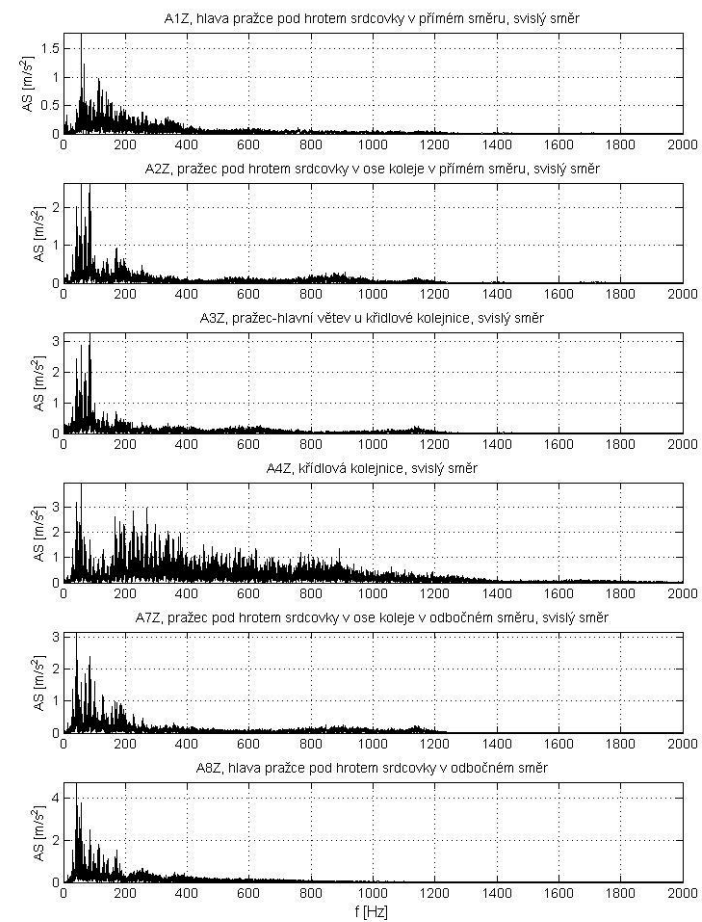 A1Z, hlava pražce pod hrotem srdcovky v přímém směru, svislý směr
AS [m/s²]
1.5
1
0.5
0
0 200 400 600 800 1000 1200 1400 1600 1800 2000
A2Z, pražec pod hrotem srdcovky v ose koleje v přímém směru, svislý směr
AS [m/s²]
2
1
0
0 200 400 600 800 1000 1200 1400 1600 1800 2000
A3Z, pražec-hlavní větev u křidlové kolejnice, svislý směr
AS [m/s²]
3
2
1
0
0 200 400 600 800 1000 1200 1400 1600 1800 2000
A4Z, křídlová kolejnice, svislý směr
AS [m/s²]
3
2
1
0
0 200 400 600 800 1000 1200 1400 1600 1800 2000
A7Z, pražec pod hrotem srdcovky v ose koleje v odbočném směru, svislý směr
AS [m/s²]
3
2
1
0
0 200 400 600 800 1000 1200 1400 1600 1800 2000
A8Z, hlava pražce pod hrotem srdcovky v odbočném směr
AS [m/s²]
4
2
0
0 200 400 600 800 1000 1200 1400 1600 1800 2000
f [Hz]